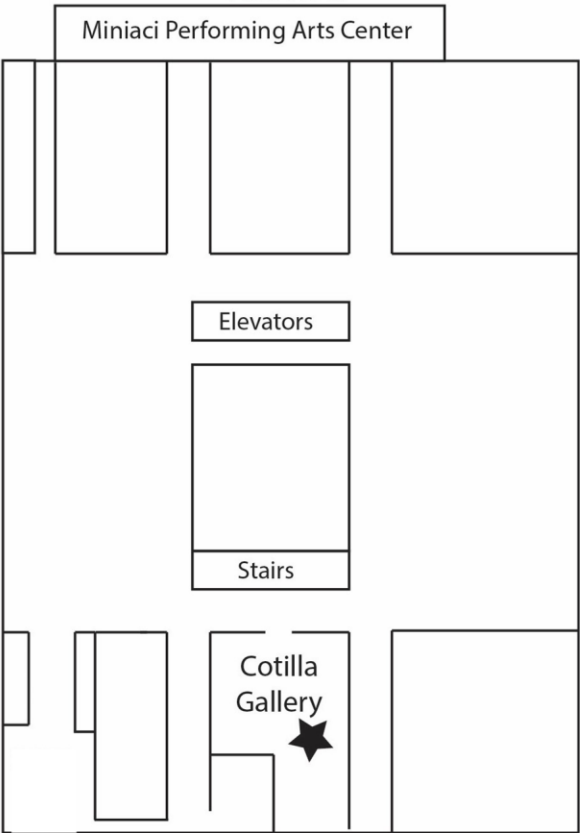 Miniaci Performing Arts Center
Elevators
Stairs
Cotilla
Gallery